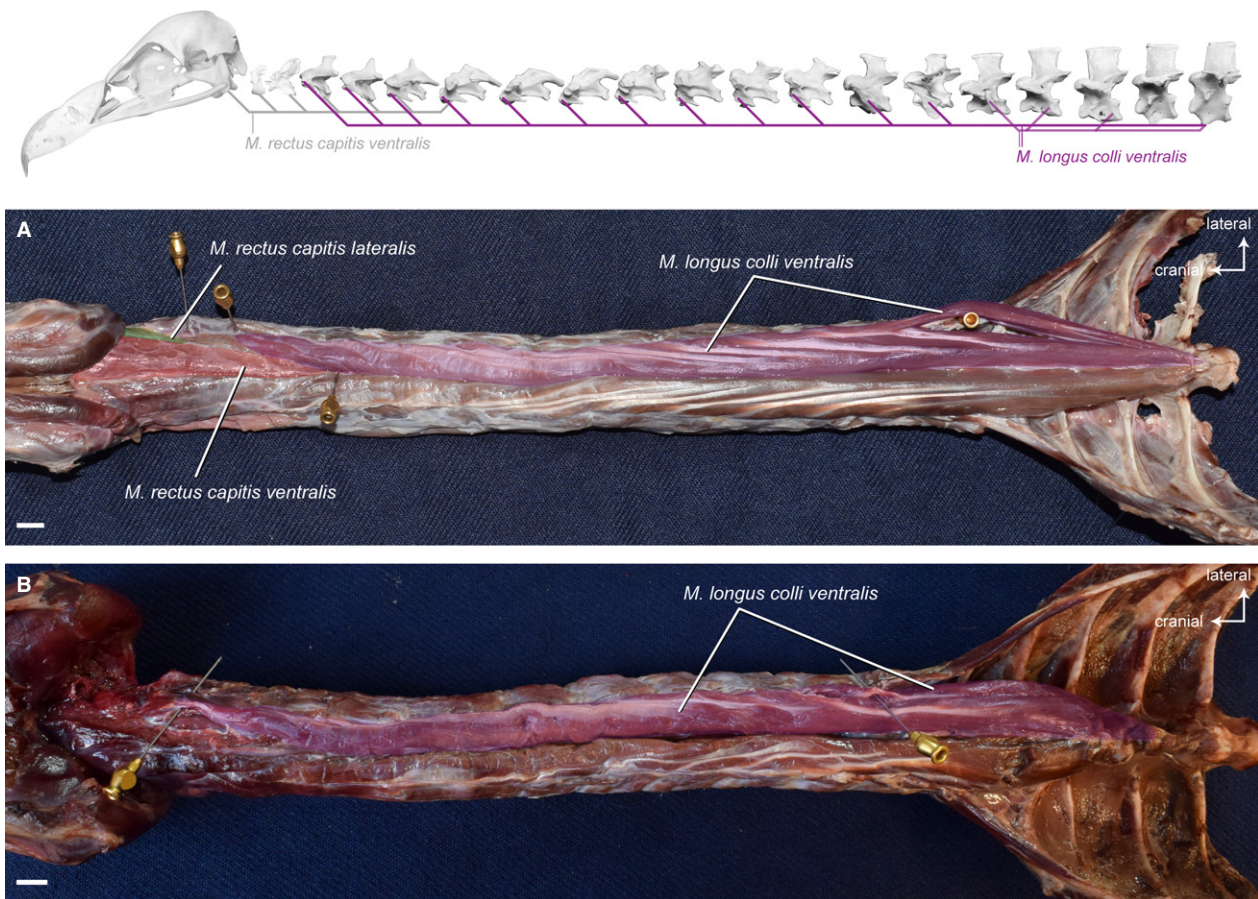 M. rectus capitis ventralis
M. longus colli ventralis
A
M. rectus capitis lateralis
M. longus colli ventralis
lateral
cranial
M. rectus capitis ventralis
B
M. longus colli ventralis
lateral
cranial